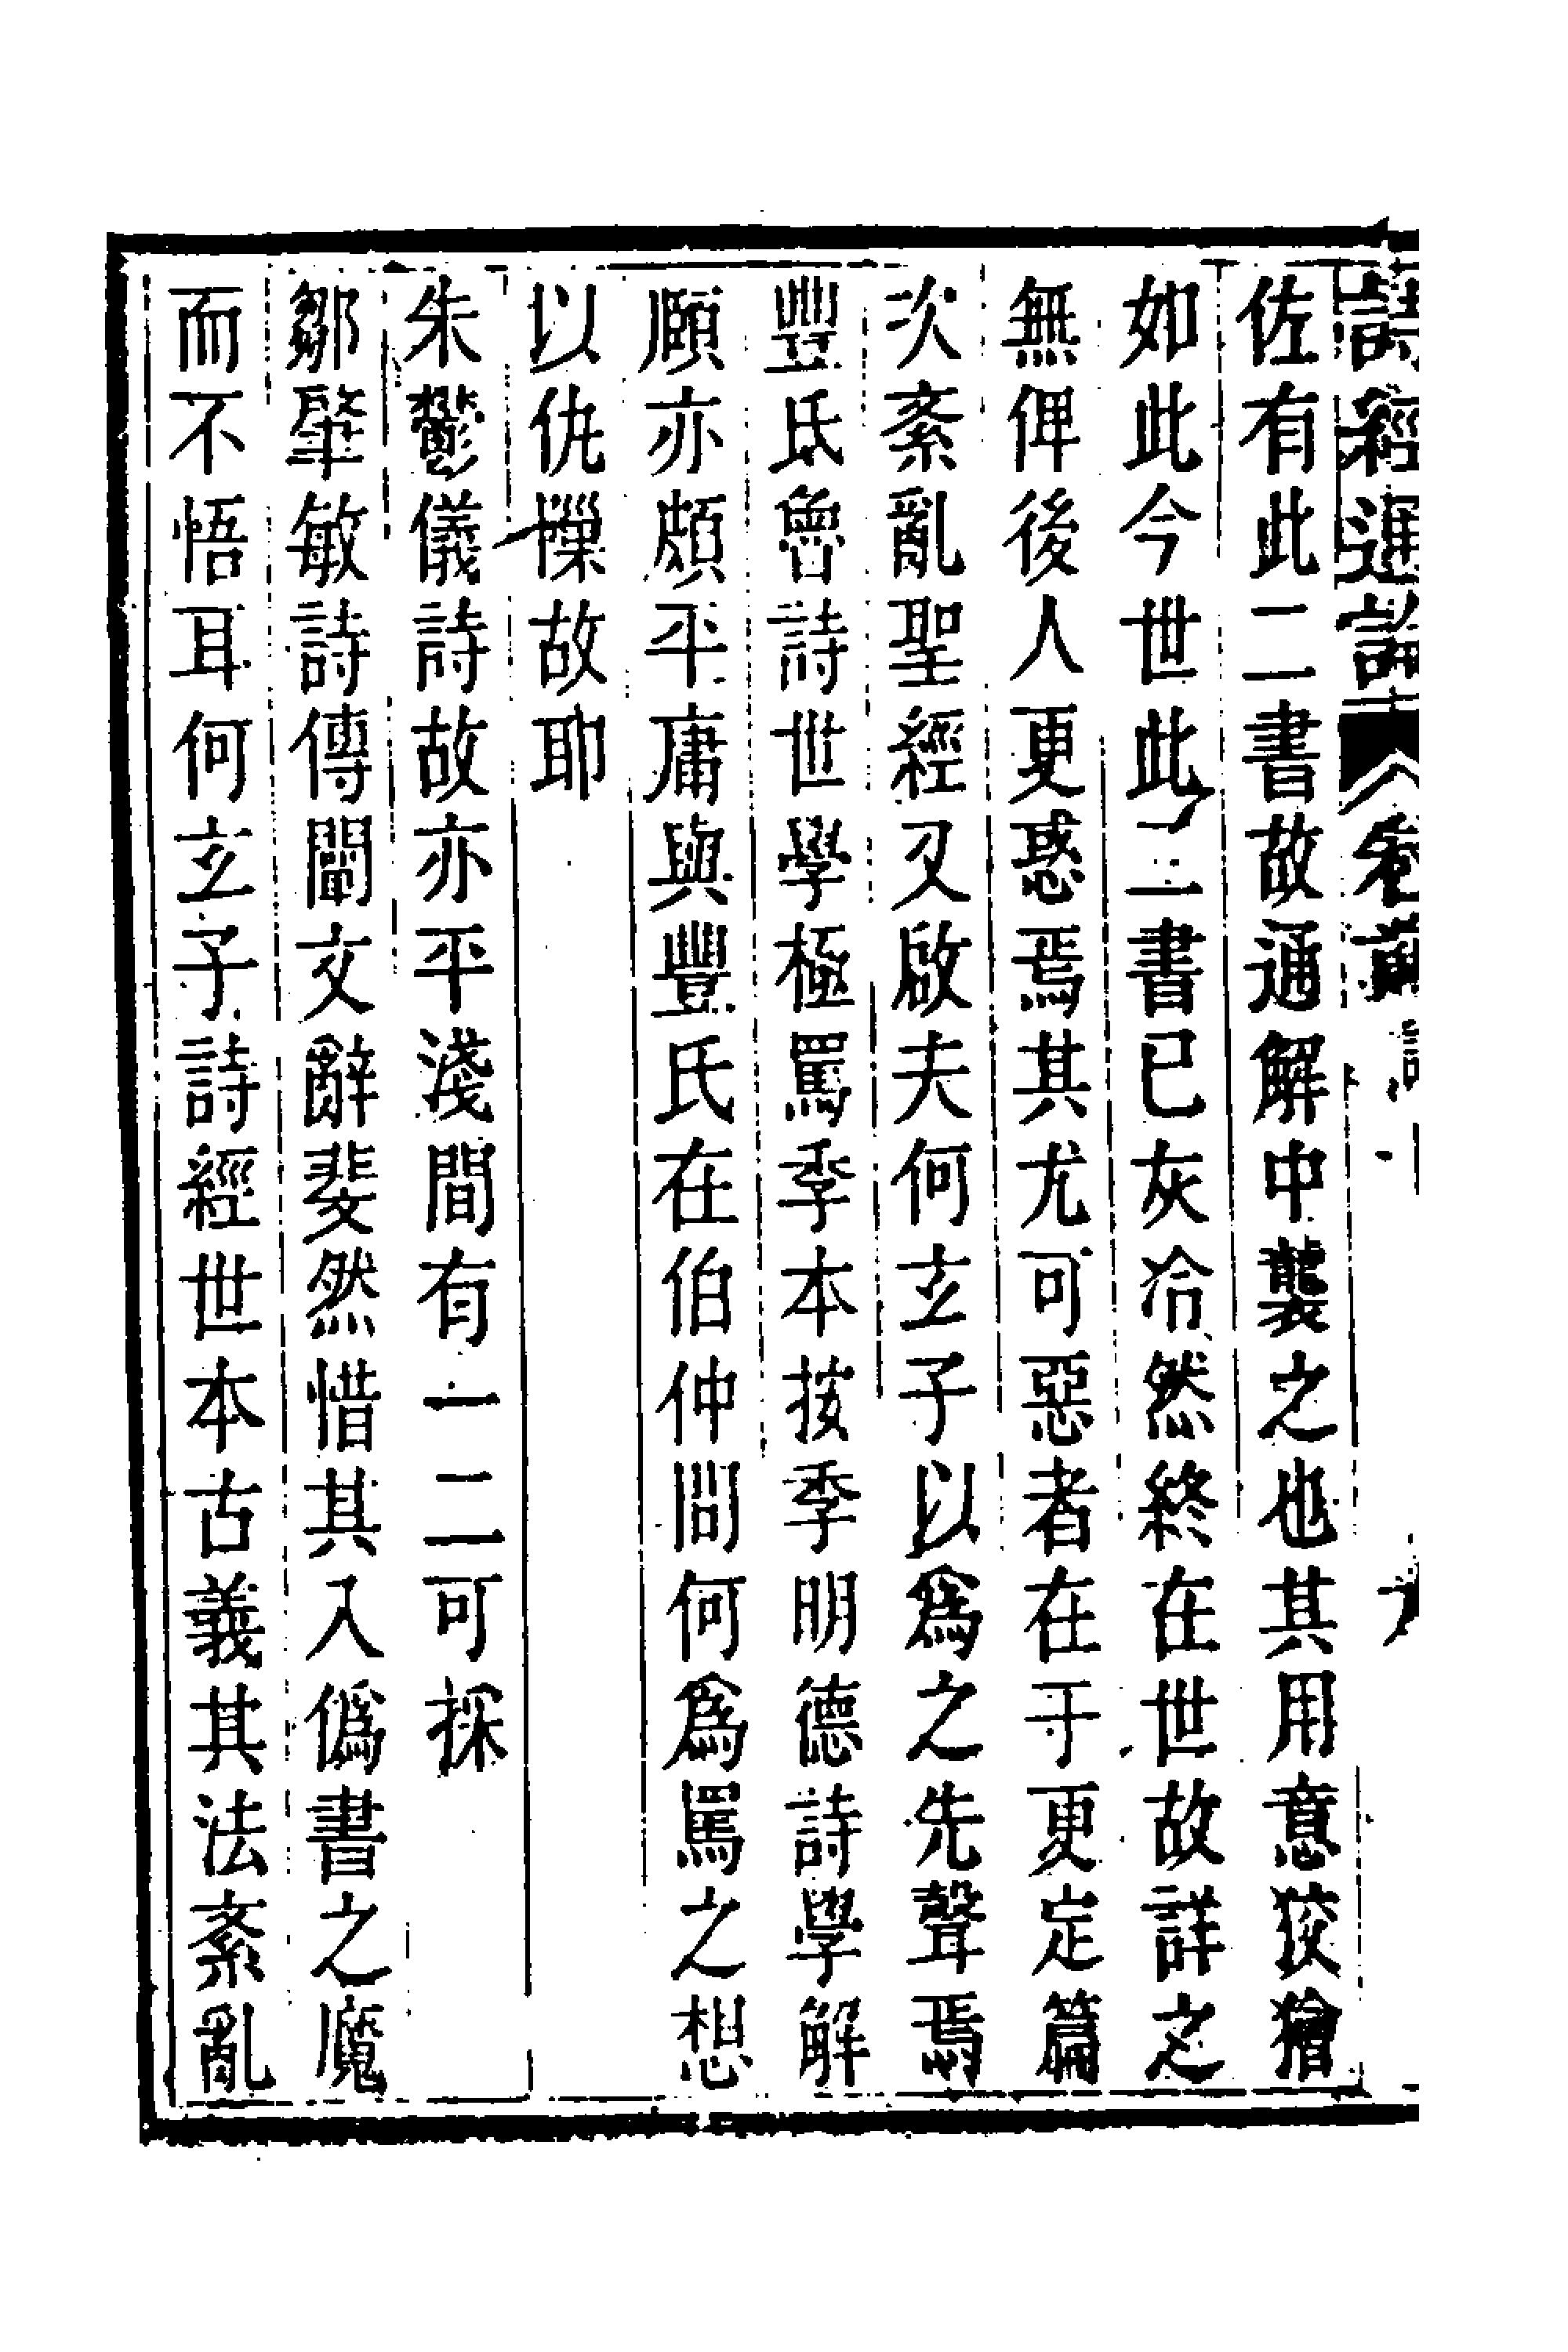 詩經通論 卷前
佐有此二書故通解中襲之也其用意狡獪
如此今世此二書已灰冷然終在世故詳之
無俾後人更惑焉其尤可惡者在于更定篇
次紊亂聖經又啟夫何玄子以爲之先聲焉
豐氏魯詩世學極罵季本按季明德詩學解
頤亦頗平庸與豐氏在伯仲間何爲罵之想
以仇懆故耶
朱鬱儀詩故亦平淺間有一二可採
鄒肇敏詩傳闡文辭斐然惜其入僞書之魔
而不悟耳何玄子詩經世本古義其法紊亂